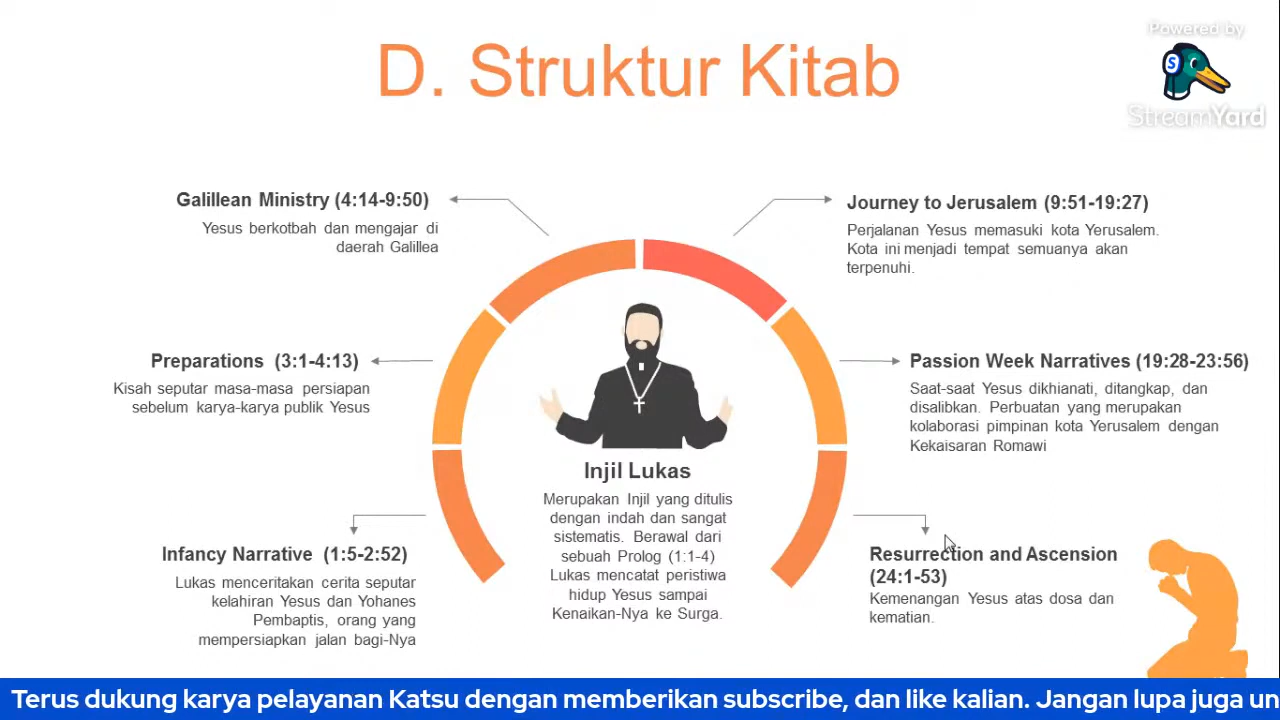 Powered by
StreamYard
D. Struktur Kitab
Galillean Ministry (4:14-9:50)
Yesus berkotbah dan mengajar di
daerah Galillea
Preparations (3:1-4:13)
Kisah seputar masa-masa persiapan
sebelum karya-karya publik Yesus
Infancy Narrative (1:5-2:52)
Lukas menceritakan cerita seputar
kelahiran Yesus dan Yohanes
Pembaptis, orang yang
mempersiapkan jalan bagi-Nya
Injil Lukas
Merupakan Injil yang ditulis
dengan indah dan sangat
sistematis. Berawal dari
sebuah Prolog (1:1-4)
Lukas mencatat peristiwa
hidup Yesus sampai
Kenaikan-Nya ke Surga.
Journey to Jerusalem (9:51-19:27)
Perjalanan Yesus memasuki kota Yerusalem.
Kota ini menjadi tempat semuanya akan
terpenuhi.
Passion Week Narratives (19:28-23:56)
Saat-saat Yesus dikhianati, ditangkap, dan
disalibkan. Perbuatan yang merupakan
kolaborasi pimpinan kota Yerusalem dengan
Kekaisaran Romawi
Resurrection and Ascension
(24:1-53)
Kemenangan Yesus atas dosa dan
kematian.
Terus dukung karya pelayanan Katsu dengan memberikan subscribe, dan like kalian. Jangan lupa juga un